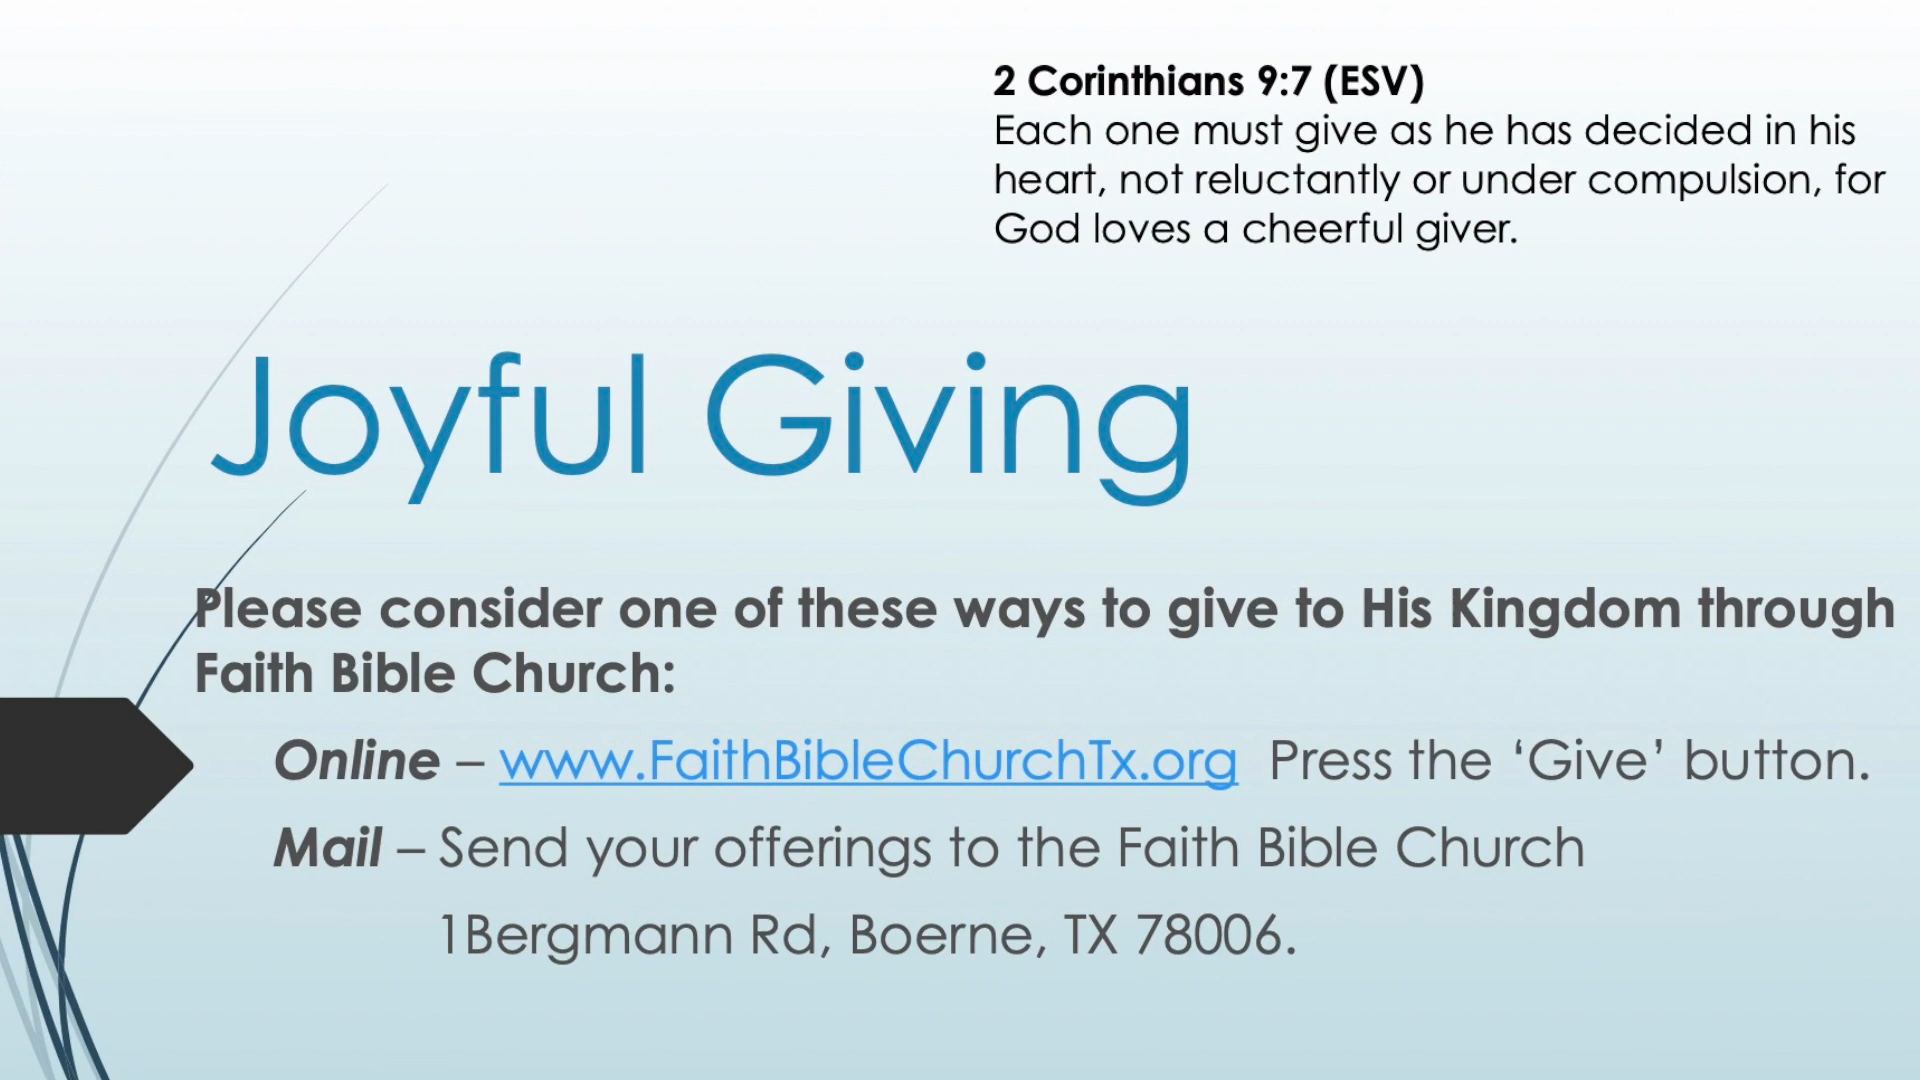 2 Corinthians 9:7 (ESV)
Each one must give as he has decided in his
heart, not reluctantly or under compulsion, for
God loves a cheerful giver.
Joyful Giving
Please consider one of these ways to give to His Kingdom through
Faith Bible Church:
Online – www.FaithBibleChurchTx.org Press the ‘Give’ button.
Mail – Send your offerings to the Faith Bible Church
1Bergmann Rd, Boerne, TX 78006.